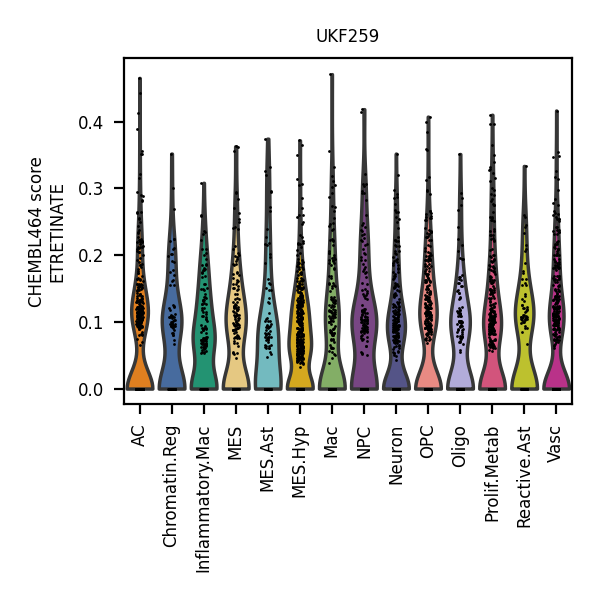 UKF259
CHEMBL464 score
ETRETINATE
0.4
0.3
0.2
0.1
0.0
AC
Chromatin.Reg
Inflammatory.Mac
MES
MES.Ast
MES.Hyp
Mac
NPC
Neuron
OPC
Oligo
Prolif.Metab
Reactive.Ast
Vasc